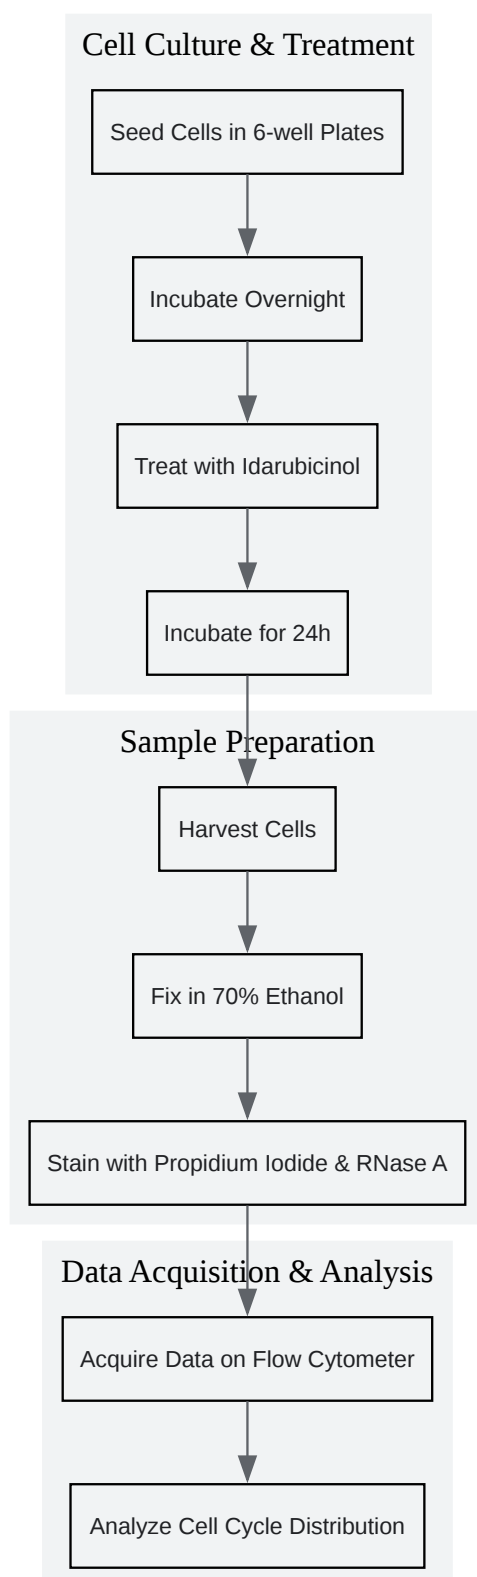 Cell Culture & Treatment
Seed Cells in 6-well Plates
Incubate Overnight
Treat with Idarubicinol
Incubate for 24h
Sample Preparation
Harvest Cells
Fix in 70% Ethanol
Stain with Propidium Iodide & RNase A
Data Acquisition & Analysis
Acquire Data on Flow Cytometer
Analyze Cell Cycle Distribution